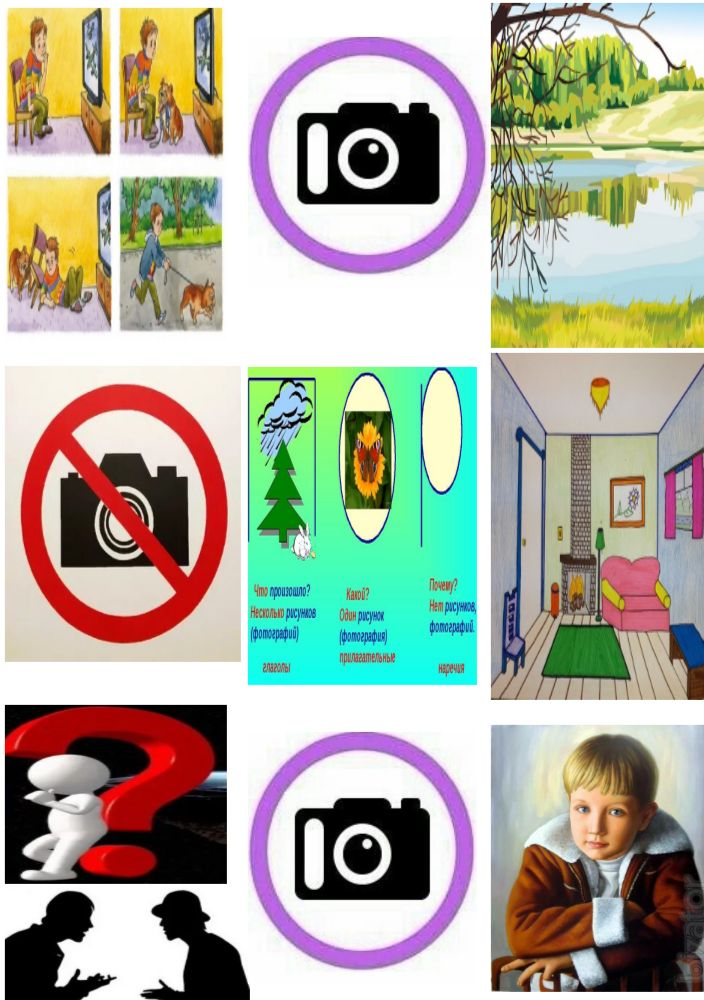 Что произошло?
Несколько рисунков
(фотографий)
глаголы
Какой?
Один рисунок
(фотография)
прилагательные
Почему?
Нет рисунков,
фотографий.
наречия